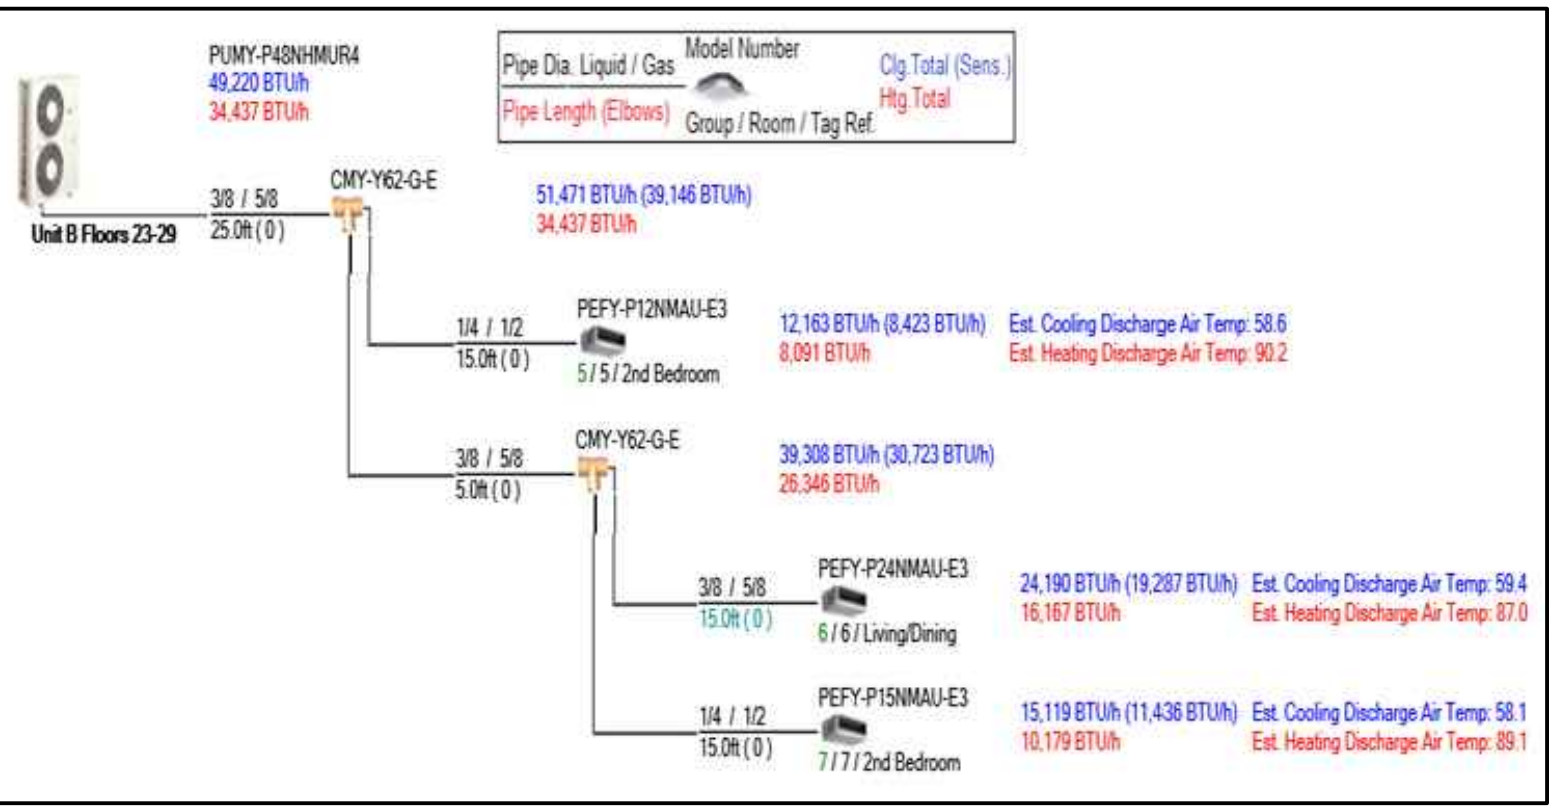 PUMY-P48NHMUR4
49,220 BTU/h
34,437 BTU/h
Pipe Dia. Liquid / Gas
Pipe Length (Elbows)
Model Number
Group / Room / Tag Ref.
Clg.Total (Sens.)
Htg.Total
Unit B Floors 23-29
3/8 / 5/8
25.0ft ( 0 )
CMY-Y62-G-E
51,471 BTU/h (39,146 BTU/h)
34,437 BTU/h
1/4 / 1/2
15.0ft ( 0 )
PEFY-P12NMAU-E3
5 / 5 / 2nd Bedroom
12,163 BTU/h (8,423 BTU/h)
8,091 BTU/h
Est. Cooling Discharge Air Temp: 58.6
Est. Heating Discharge Air Temp: 90.2
3/8 / 5/8
5.0ft ( 0 )
CMY-Y62-G-E
39,308 BTU/h (30,723 BTU/h)
26,346 BTU/h
3/8 / 5/8
15.0ft ( 0 )
PEFY-P24NMAU-E3
6 / 6 / Living/Dining
24,190 BTU/h (19,287 BTU/h)
16,167 BTU/h
Est. Cooling Discharge Air Temp: 59.4
Est. Heating Discharge Air Temp: 87.0
1/4 / 1/2
15.0ft ( 0 )
PEFY-P15NMAU-E3
7 / 7 / 2nd Bedroom
15,119 BTU/h (11,436 BTU/h)
10,179 BTU/h
Est. Cooling Discharge Air Temp: 58.1
Est. Heating Discharge Air Temp: 89.1